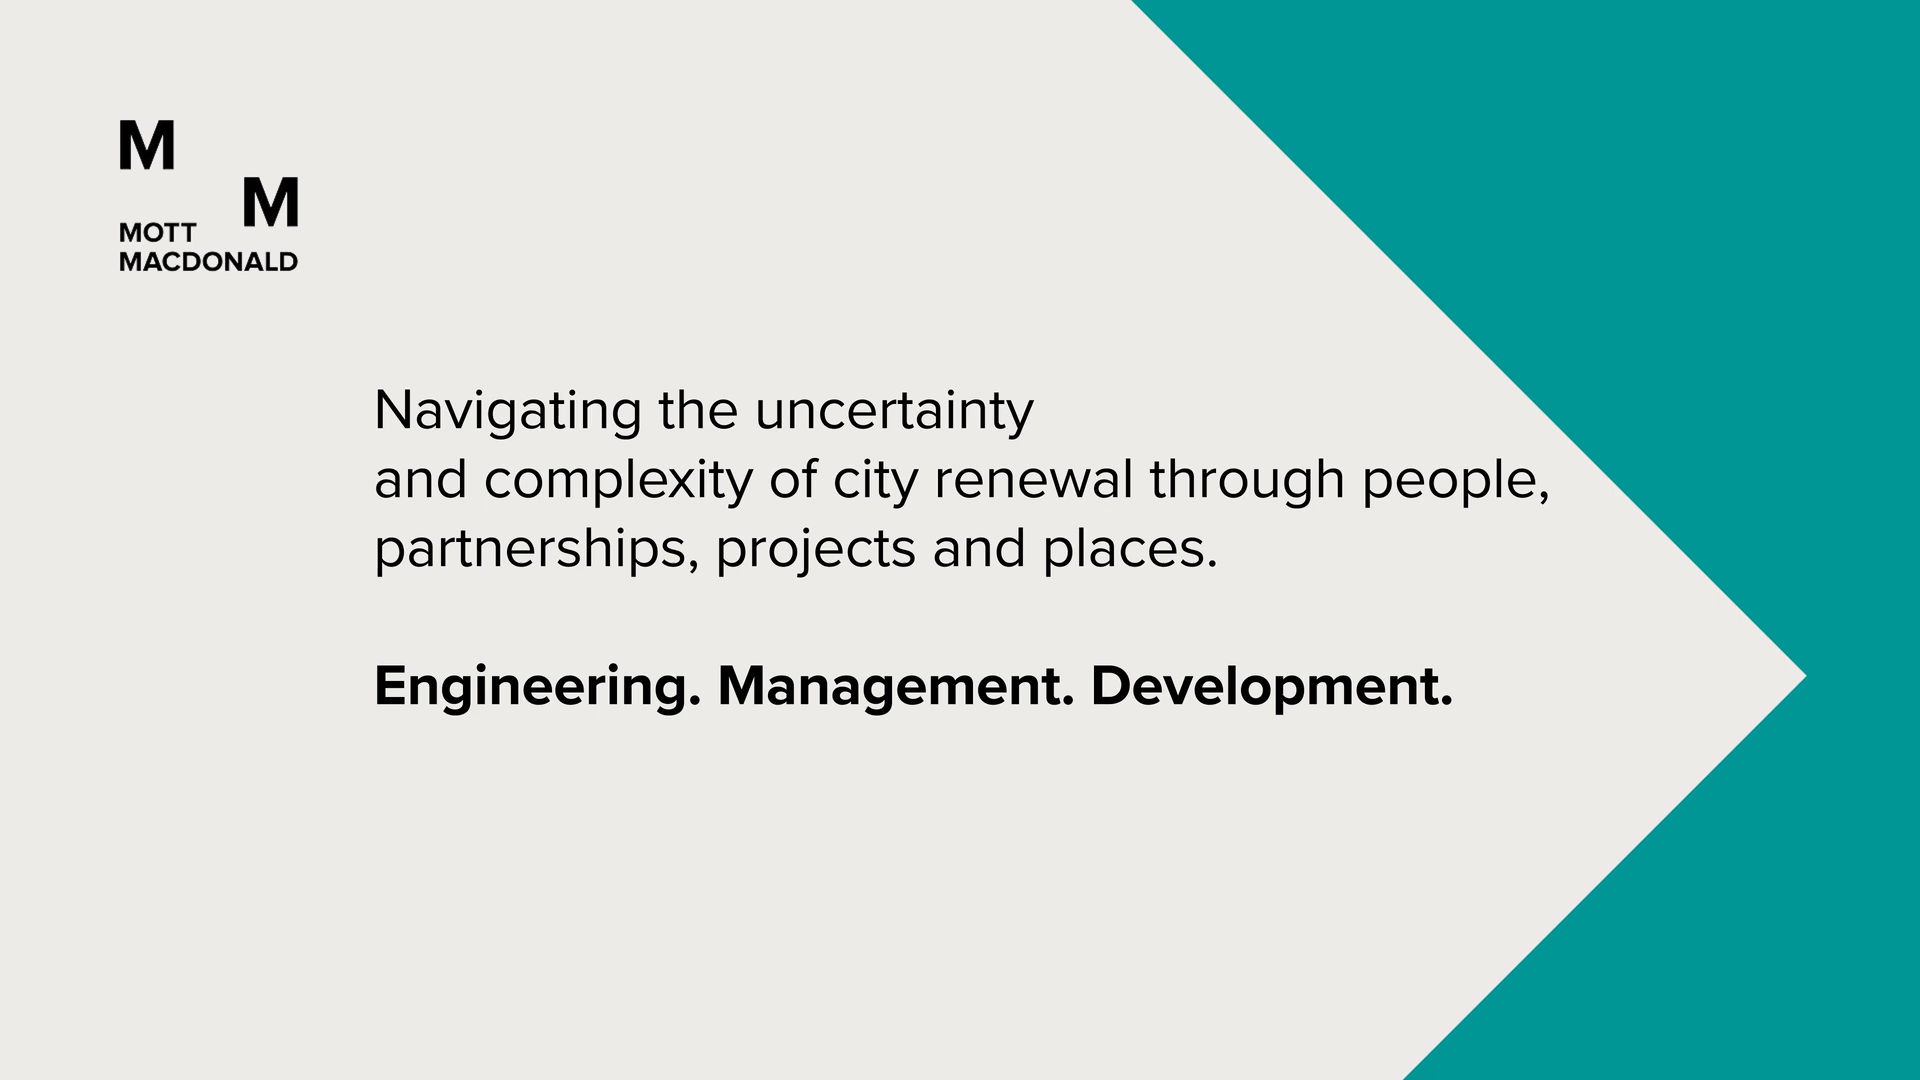 M
M
MOTT
MACDONALD
Navigating the uncertainty
and complexity of city renewal through people,
partnerships, projects and places.
Engineering. Management. Development.